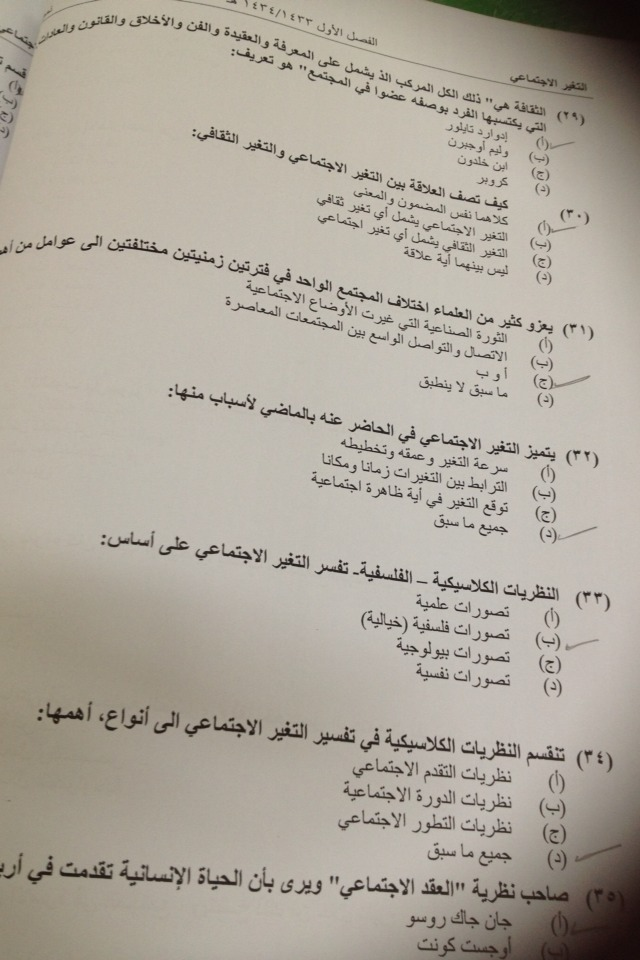 التغير الاجتماعي
الفصل الأول ١٤٣٤/١٤٣٣ هـ
(٢٩) الثقافة هي" ذلك الكل المركب الذ يشمل على المعرفة والعقيدة والفن والأخلاق والقانون والعادات
التي يكتسبها الفرد بوصفه عضوا في المجتمع" هو تعريف:
(أ) إدوارد تايلور
(ب) وليم أوجبرن
(ج) ابن خلدون
(د) كروبر
(٣٠) كيف تصف العلاقة بين التغير الاجتماعي والتغير الثقافي:
(أ) كلاهما نفس المضمون والمعنى
(ب) التغير الاجتماعي يشمل أي تغير ثقافي
(ج) التغير الثقافي يشمل أي تغير اجتماعي
(د) ليس بينهما أية علاقة
(٣١) يعزو كثير من العلماء اختلاف المجتمع الواحد في فترتين زمنيتين مختلفتين الى عوامل من
(أ) الثورة الصناعية التي غيرت الأوضاع الاجتماعية
(ب) الاتصال والتواصل الواسع بين المجتمعات المعاصرة
(ج) أ و ب
(د) ما سبق لا ينطبق
(٣٢) يتميز التغير الاجتماعي في الحاضر عنه بالماضي لأسباب منها:
(أ) سرعة التغير وعمقه وتخطيطه
(ب) الترابط بين التغيرات زمانا ومكانا
(ج) توقع التغير في أية ظاهرة اجتماعية
(د) جميع ما سبق
(٣٣) النظريات الكلاسيكية – الفلسفية- تفسر التغير الاجتماعي على أساس:
(أ) تصورات علمية
(ب) تصورات فلسفية (خيالية)
(ج) تصورات بيولوجية
(د) تصورات نفسية
(٣٤) تنقسم النظريات الكلاسيكية في تفسير التغير الاجتماعي الى أنواع، أهمها:
(أ) نظريات التقدم الاجتماعي
(ب) نظريات الدورة الاجتماعية
(ج) نظريات التطور الاجتماعي
(د) جميع ما سبق
(٣٥) صاحب نظرية "العقد الاجتماعي" ويرى بأن الحياة الإنسانية تقدمت في
(أ) جان جاك روسو
(ب) أوجست كونت